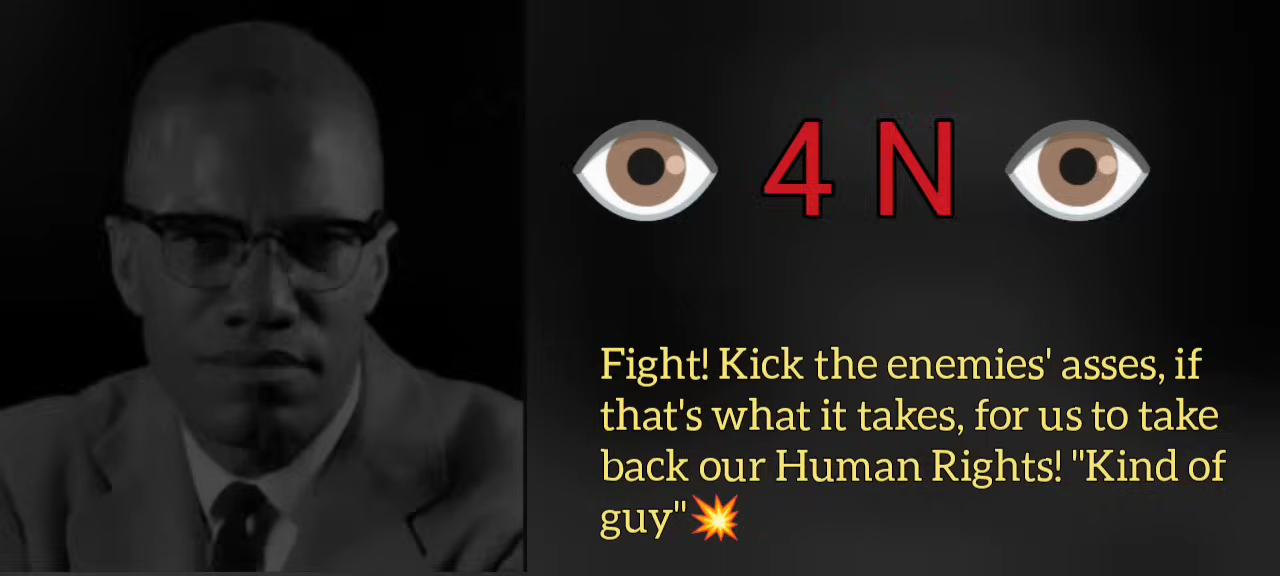 👁️ 4 N 👁️
Fight! Kick the enemies' asses, if
that's what it takes, for us to take
back our Human Rights! "Kind of
guy"💥